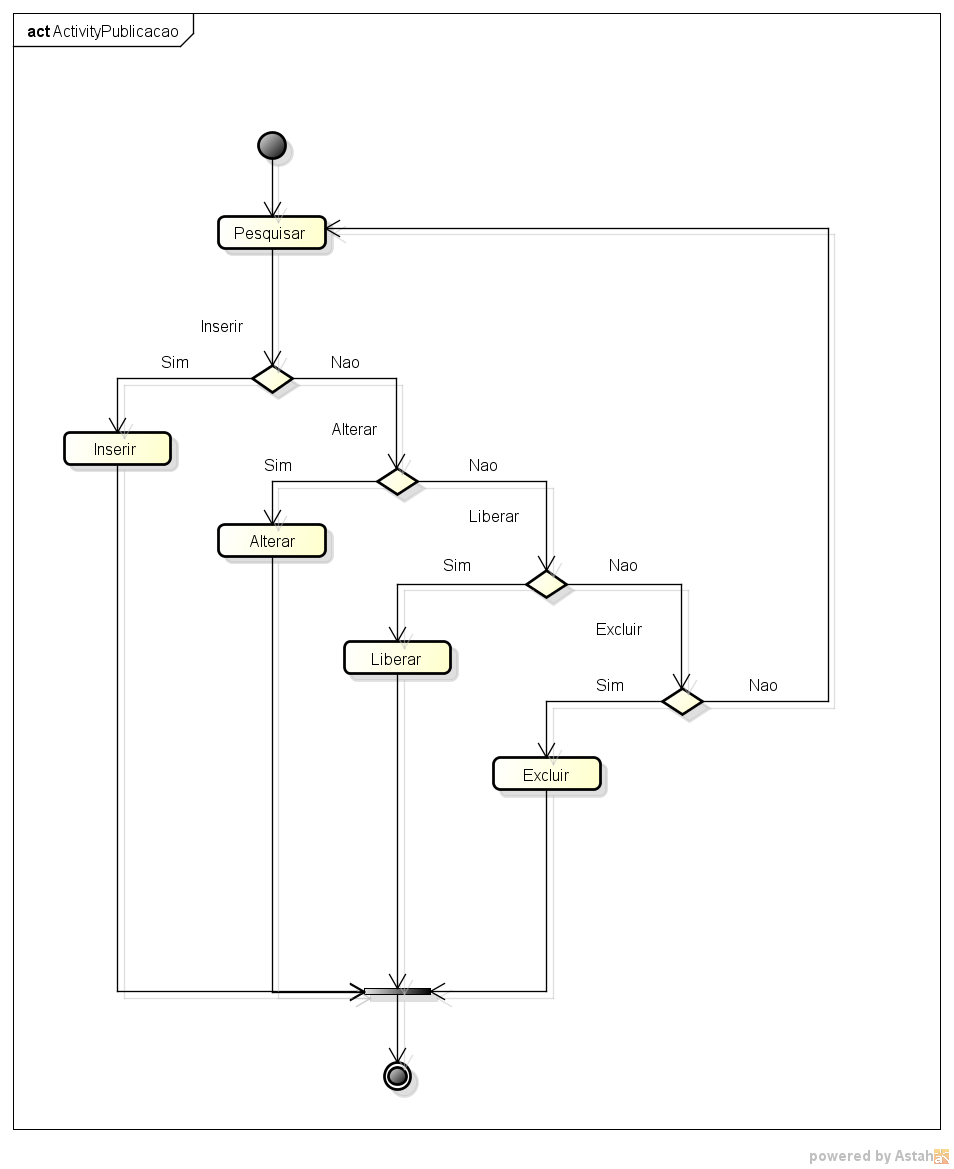 act ActivityPublicacao
Pesquisar
Inserir
Sim
Nao
Inserir
Alterar
Sim
Nao
Alterar
Liberar
Sim
Nao
Liberar
Excluir
Sim
Nao
Excluir
powered by Astah